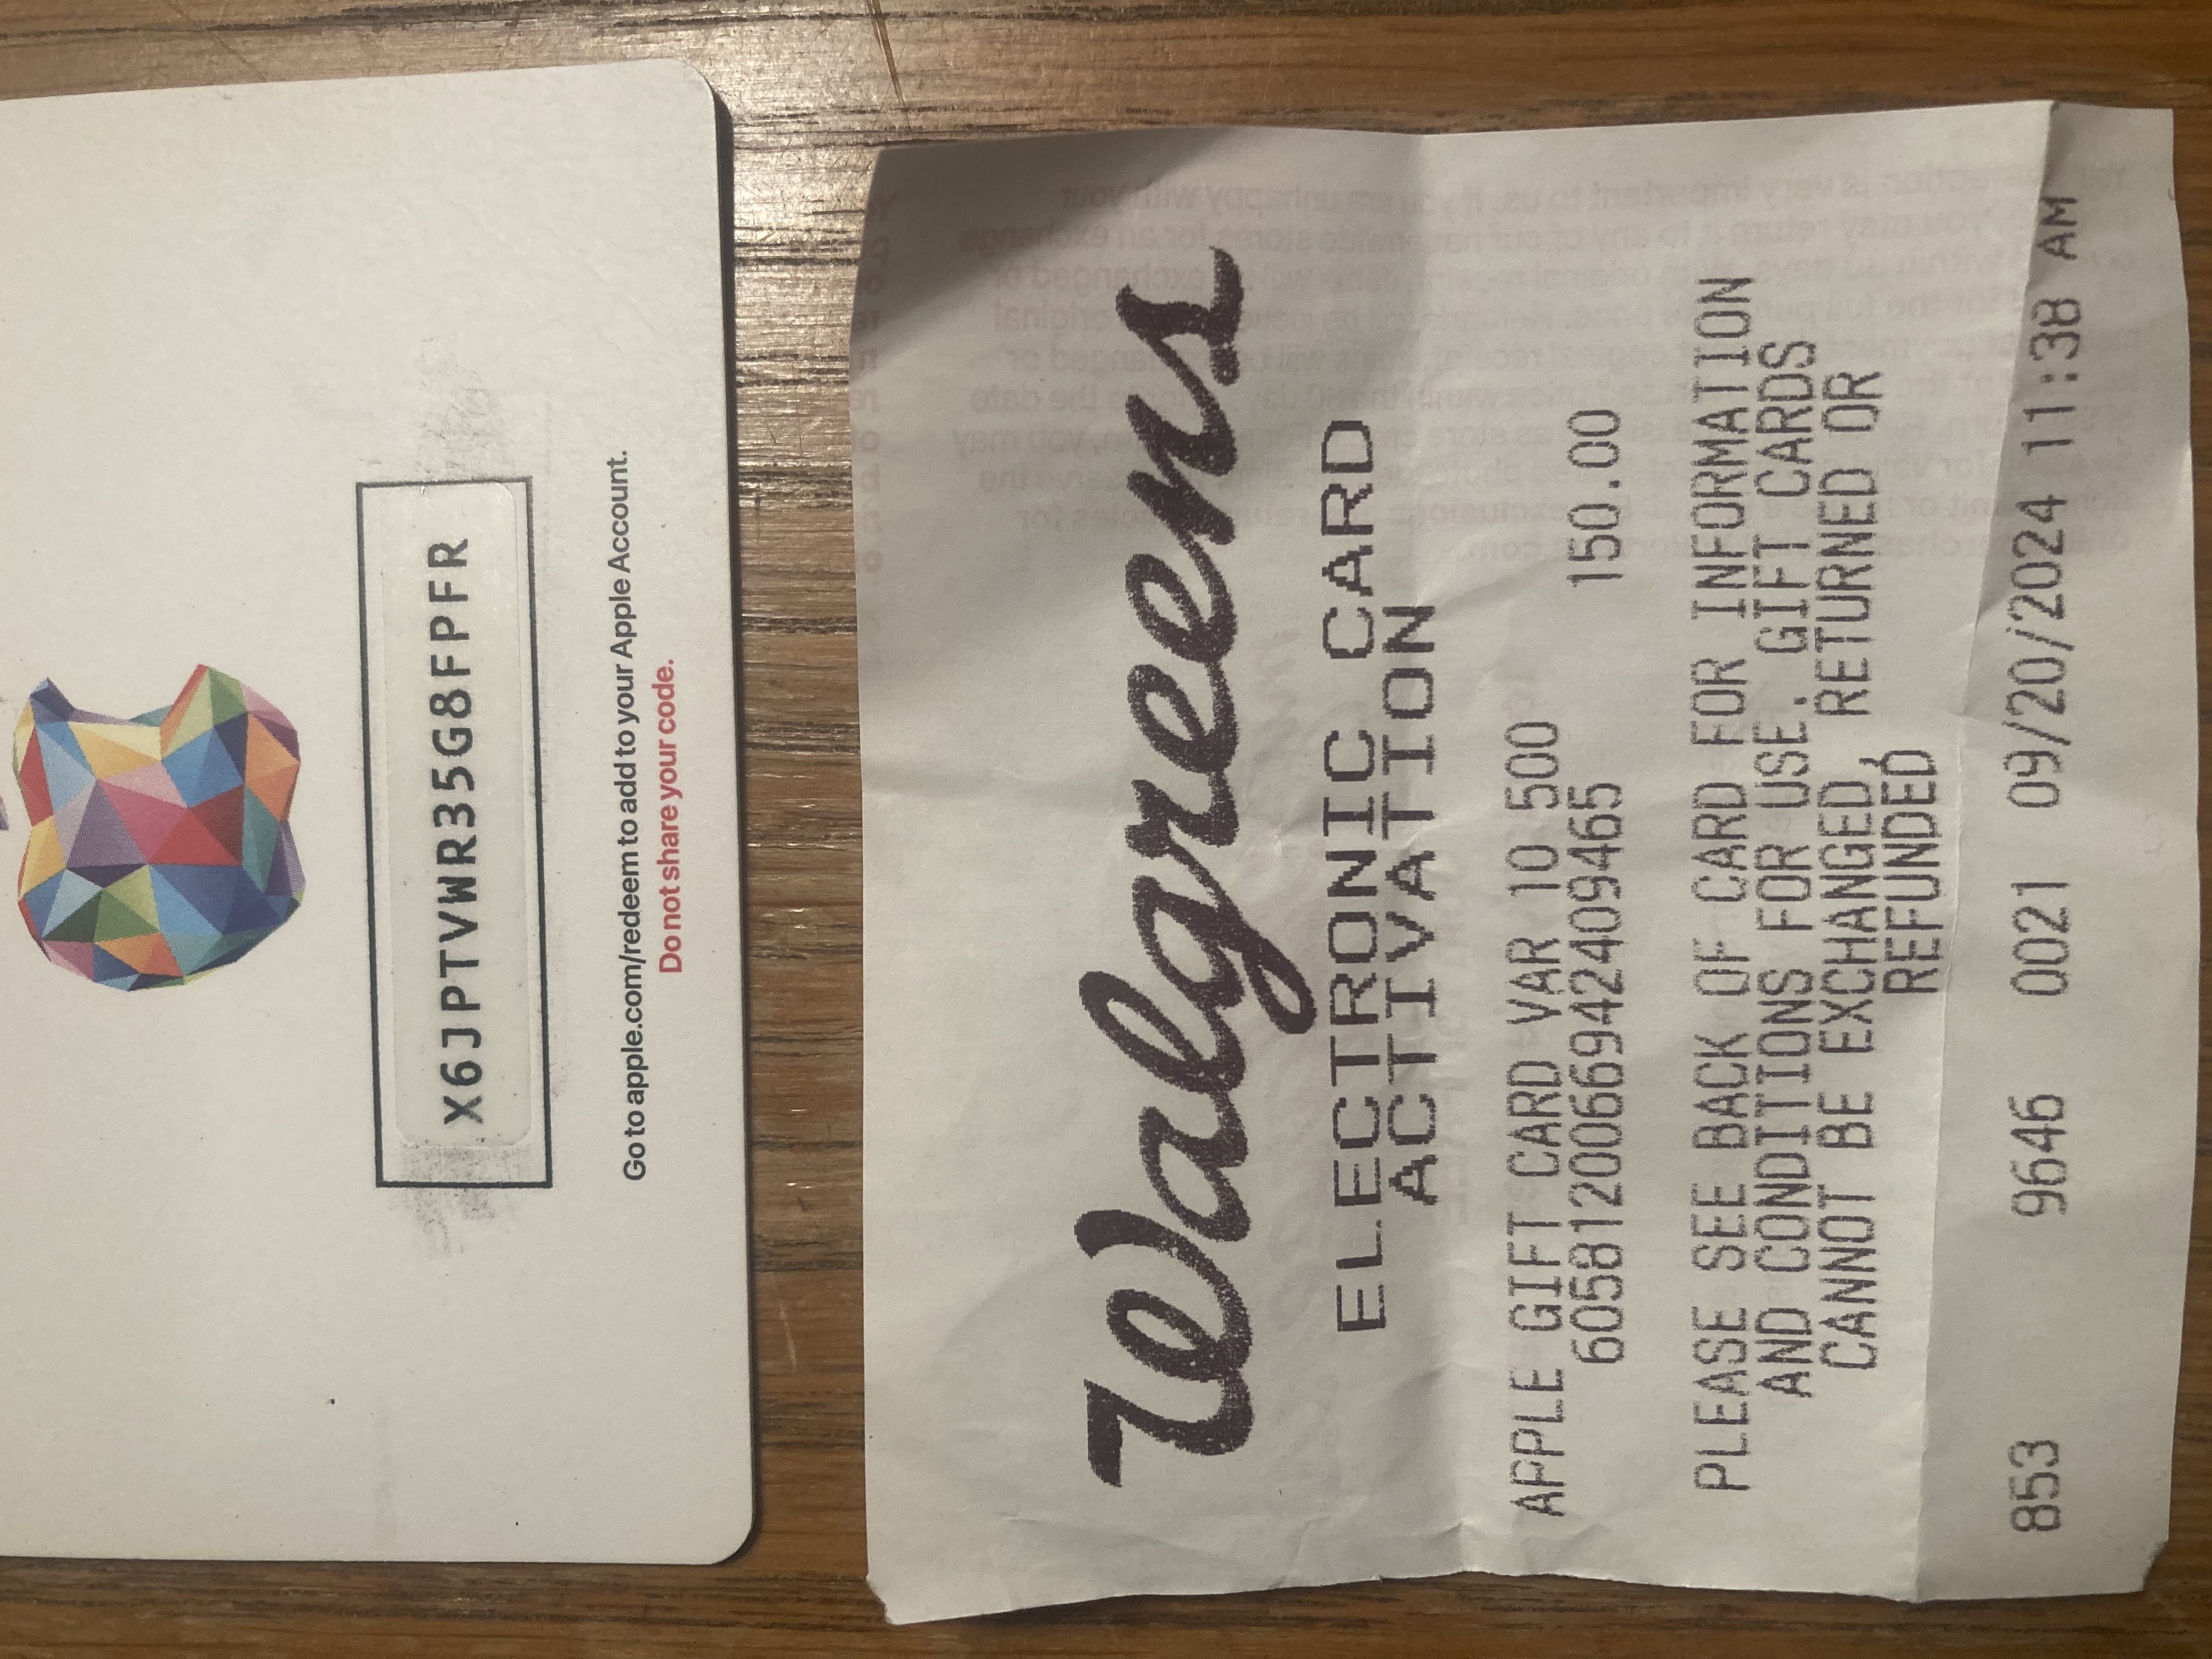 X6JPTVWR35G8FPFR
Go to apple.com/redeem to add to your Apple Account.
Do not share your code.
Walgreens
ELECTRONIC CARD
ACTIVATION
APPLE GIFT CARD VAR 10 500
6058120066942409465 150.00
PLEASE SEE BACK OF CARD FOR INFORMATION
AND CONDITIONS FOR USE. GIFT CARDS
CANNOT BE EXCHANGED, RETURNED OR
REFUNDED
853 9646 0021 09/20/2024 11:38 AM